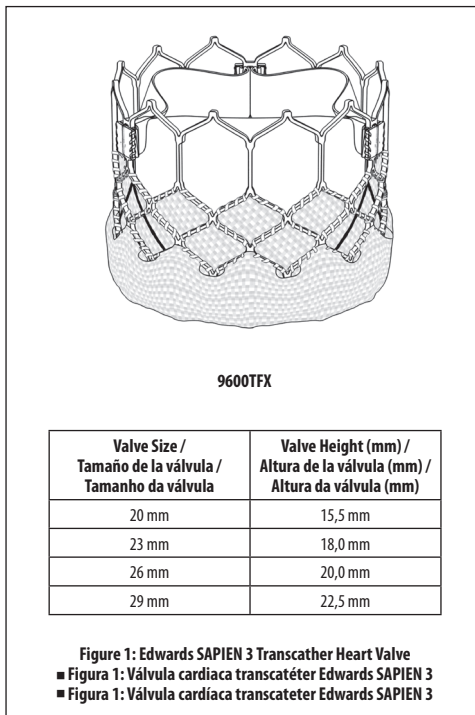 9600TFX
Valve Size /
Tamaño de la válvula /
Tamanho da válvula
Valve Height (mm) /
Altura de la válvula (mm) /
Altura da válvula (mm)
20 mm 15,5 mm
23 mm 18,0 mm
26 mm 20,0 mm
29 mm 22,5 mm
Figure 1: Edwards SAPIEN 3 Transcather Heart Valve
■ Figura 1: Válvula cardiaca transcatéter Edwards SAPIEN 3
■ Figura 1: Válvula cardíaca transcateter Edwards SAPIEN 3